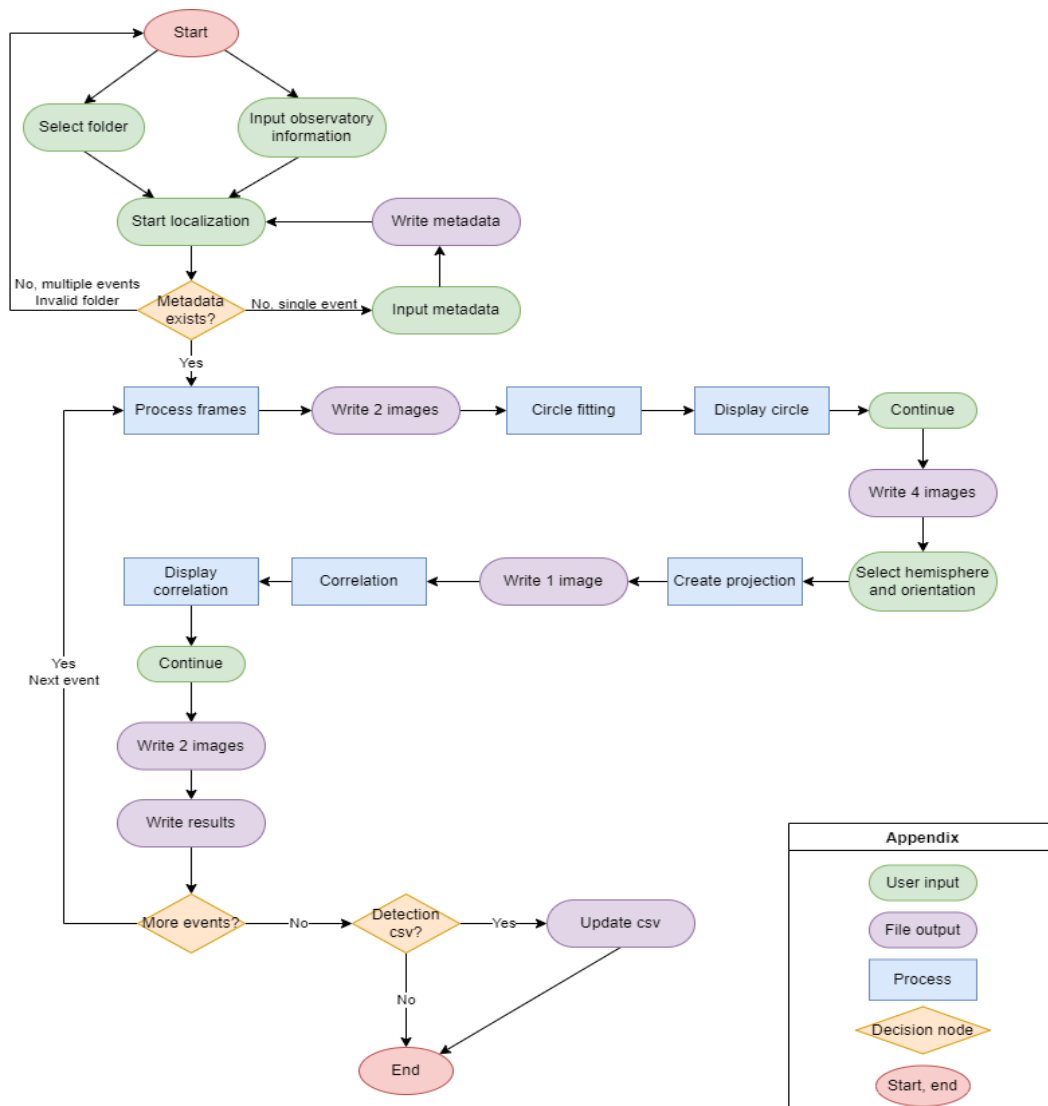 Start
Select folder
Input observatory
information
Start localization
Write metadata
No, multiple events
Invalid folder
Metadata
exists?
No, single event
Input metadata
Yes
Process frames
Write 2 images
Circle fitting
Display circle
Continue
Write 4 images
Display
correlation
Correlation
Write 1 image
Create projection
Select hemisphere
and orientation
Yes
Next event
Continue
Write 2 images
Write results
More events?
No
Detection
csv?
Yes
Update csv
No
End
Appendix
User input
File output
Process
Decision node
Start, end